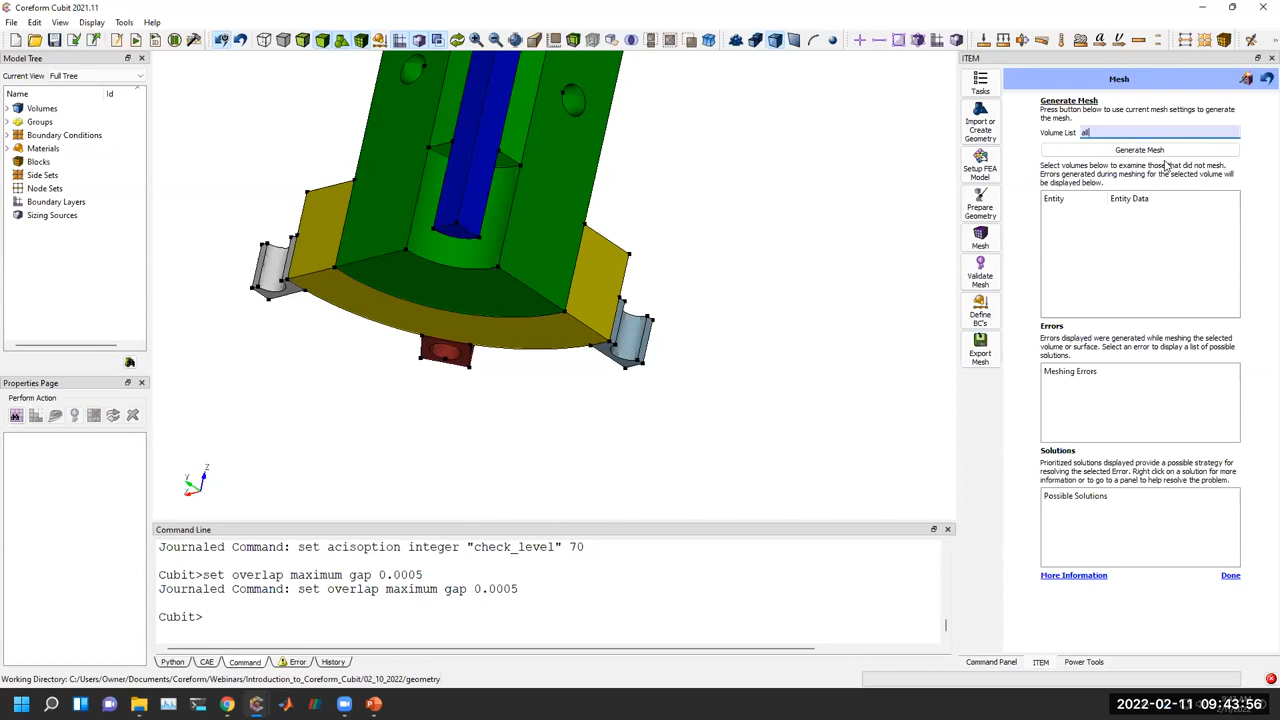 Coreform Cubit 2021.11
File Edit View Display Tools Help
Model Tree
Current View Full Tree
Name Id
Volumes
Groups
Boundary Conditions
Materials
Blocks
Side Sets
Node Sets
Boundary Layers
Sizing Sources
Properties Page
Perform Action
Z
Y
X
Command Line
Journaled Command: set acisoption integer "check_level" 70
Cubit>set overlap maximum gap 0.0005
Journaled Command: set overlap maximum gap 0.0005
Cubit>
Python CAE Command Error History
Working Directory: C:/Users/Owner/Documents/Coreform/Webinars/Introduction_to_Coreform_Cubit/02_10_2022/geometry
ITEM
Tasks
Import or
Create
Geometry
Setup FEA
Model
Prepare
Geometry
Mesh
Validate
Mesh
Define
BC's
Export
Mesh
Mesh
Generate Mesh
Press button below to use current mesh settings to generate
the mesh.
Volume List all
Generate Mesh
Select volumes below to examine those that did not mesh.
Errors generated during meshing for the selected volume will
be displayed below.
Entity Entity Data
Errors
Errors displayed were generated while meshing the selected
volume or surface. Select an error to display a list of possible
solutions.
Meshing Errors
Solutions
Prioritized solutions displayed provide a possible strategy for
resolving the selected Error. Right click on a solution for more
information or to go to a panel to help resolve the problem.
Possible Solutions
More Information Done
Command Panel ITEM Power Tools
2022-02-11 09:43:56